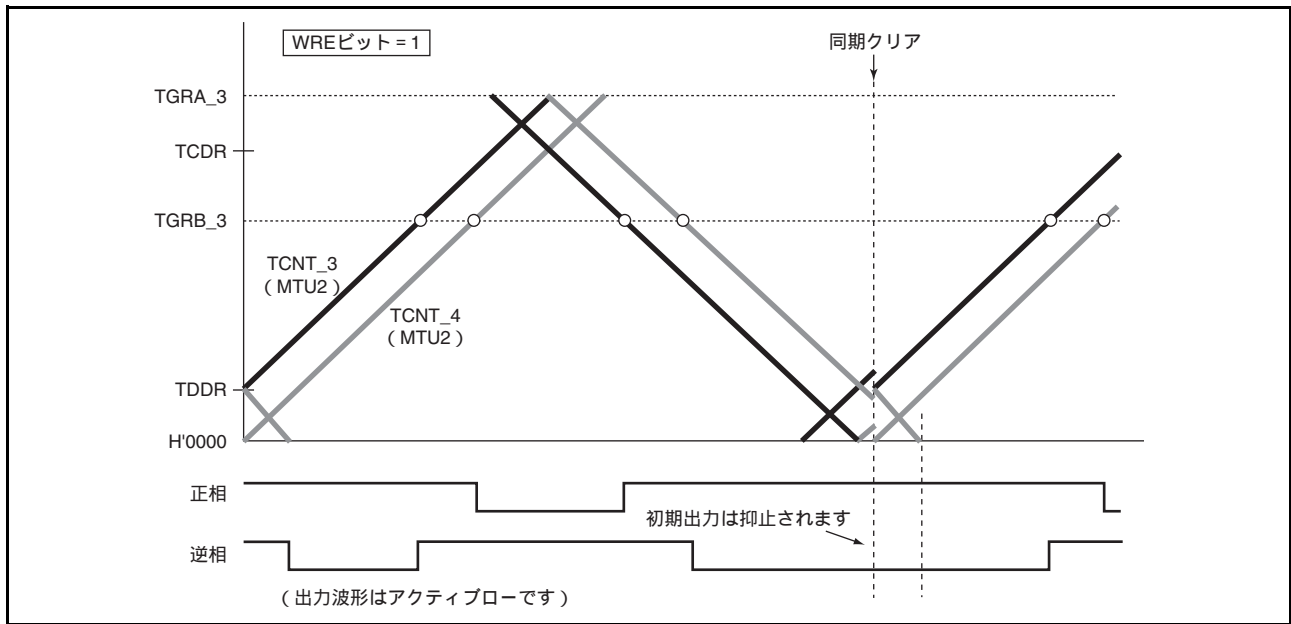 WREビット = 1
同期クリア
TGRA_3
TCDR
TGRB_3
TCNT_3
（MTU2）
TCNT_4
（MTU2）
TDDR
H'0000
正相
初期出力は抑止されます
逆相
（出力波形はアクティブローです）